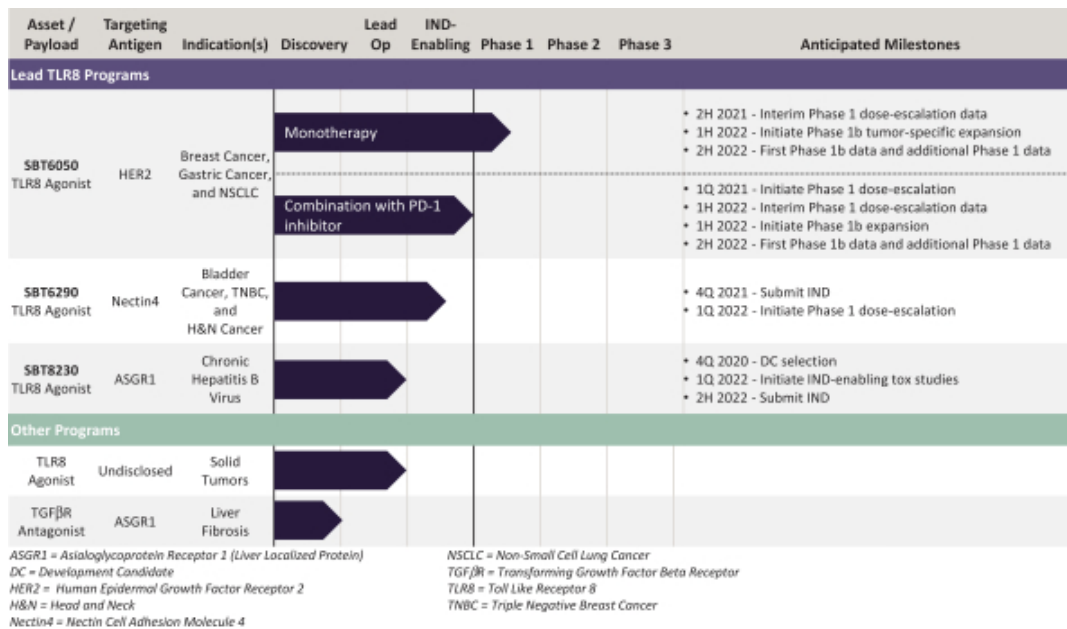 Asset / Payload
Targeting Antigen
Indication(s)
Discovery
Lead Op
IND-Enabling
Phase 1
Phase 2
Phase 3
Anticipated Milestones
Lead TLR8 Programs
SBT6050
TLR8 Agonist
HER2
Breast Cancer,
Gastric Cancer,
and NSCLC
Monotherapy
• 2H 2021 - Interim Phase 1 dose-escalation data
• 1H 2022 - Initiate Phase 1b tumor-specific expansion
• 2H 2022 - First Phase 1b data and additional Phase 1 data
Combination with PD-1
inhibitor
• 1Q 2021 - Initiate Phase 1 dose-escalation
• 1H 2022 - Interim Phase 1 dose-escalation data
• 1H 2022 - Initiate Phase 1b expansion
• 2H 2022 - First Phase 1b data and additional Phase 1 data
SBT6290
TLR8 Agonist
Nectin4
Bladder
Cancer, TNBC,
and
H&N Cancer
• 4Q 2021 - Submit IND
• 1Q 2022 - Initiate Phase 1 dose-escalation
SBT8230
TLR8 Agonist
ASGR1
Chronic
Hepatitis B
Virus
• 4Q 2020 - DC selection
• 1Q 2022 - Initiate IND-enabling tox studies
• 2H 2022 - Submit IND
Other Programs
TLR8
Agonist
Undisclosed
Solid
Tumors
TGFβR
Antagonist
ASGR1
Liver
Fibrosis
ASGR1 = Asialoglycoprotein Receptor 1 (Liver Localized Protein)
DC = Development Candidate
HER2 = Human Epidermal Growth Factor Receptor 2
H&N = Head and Neck
Nectin4 = Nectin Cell Adhesion Molecule 4
NSCLC = Non-Small Cell Lung Cancer
TGFβR = Transforming Growth Factor Beta Receptor
TLR8 = Toll Like Receptor 8
TNBC = Triple Negative Breast Cancer